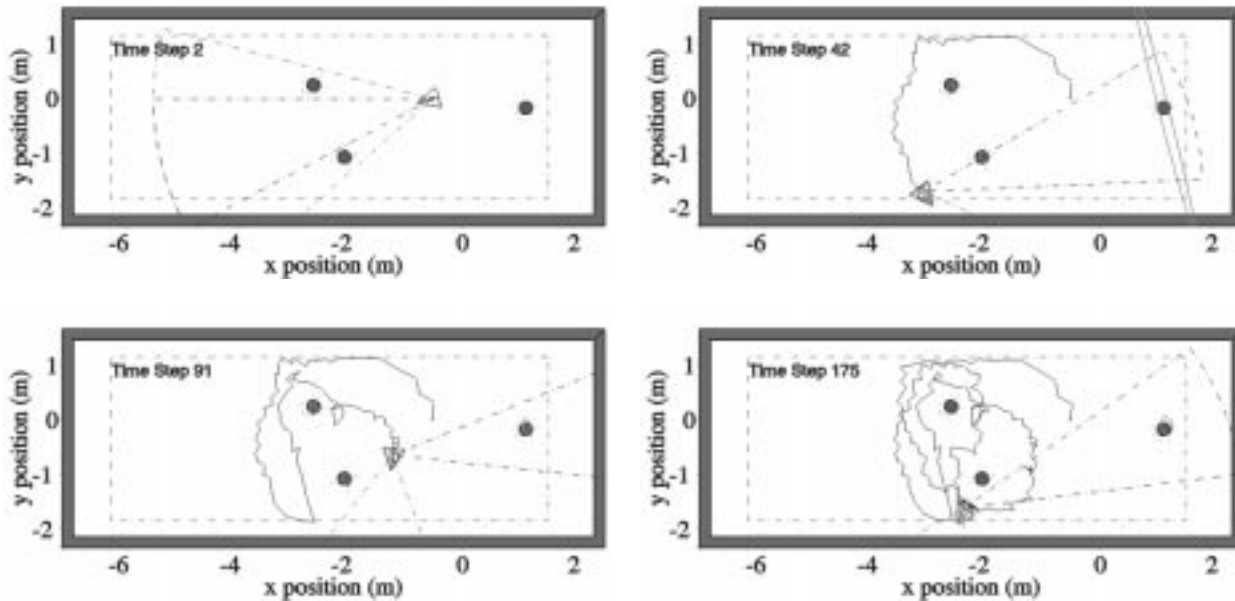 1
Time Step 2
0
-1
-2
y position (m)
-6 -4 -2 0 2
x position (m)
1
Time Step 42
0
-1
-2
y position (m)
-6 -4 -2 0 2
x position (m)
1
Time Step 91
0
-1
-2
y position (m)
-6 -4 -2 0 2
x position (m)
1
Time Step 175
0
-1
-2
y position (m)
-6 -4 -2 0 2
x position (m)